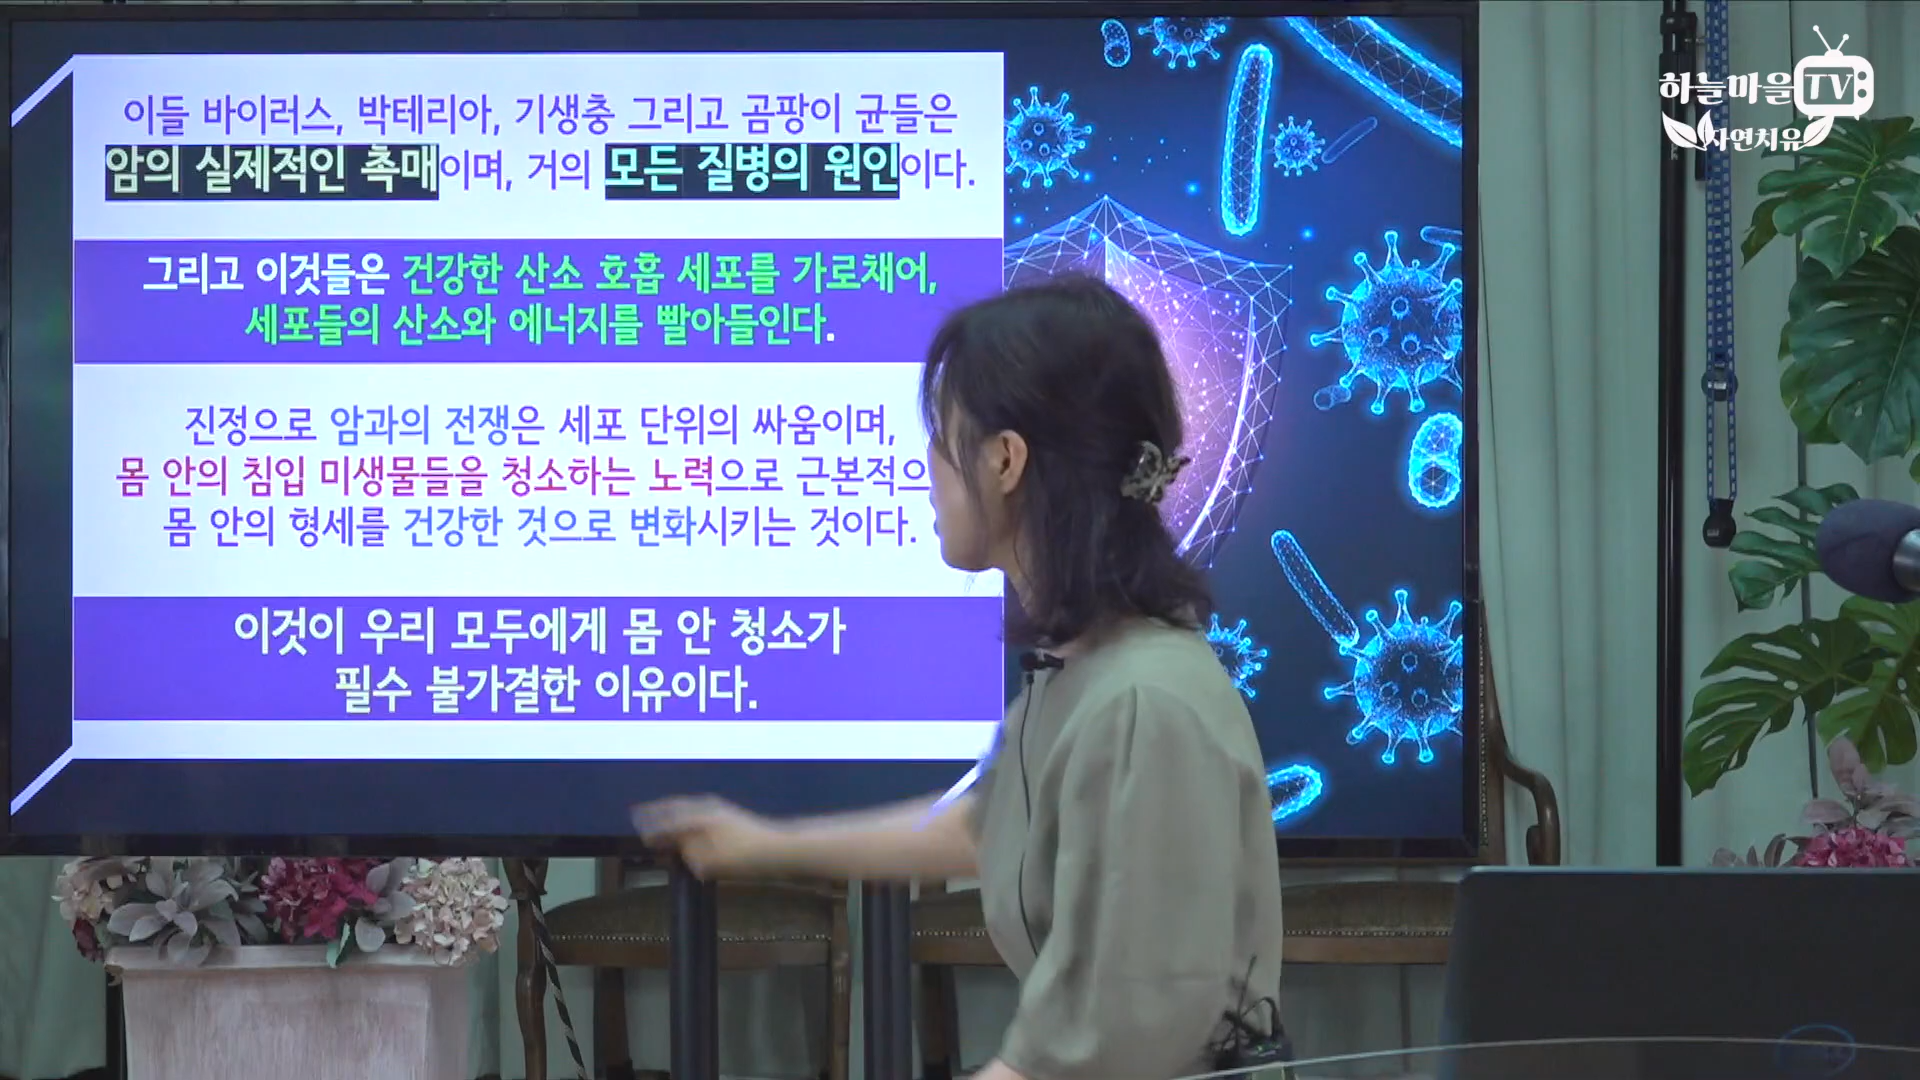 이들 바이러스, 박테리아, 기생충 그리고 곰팡이 균들은
암의 실제적인 촉매이며, 거의 모든 질병의 원인이다.
그리고 이것들은 건강한 산소 호흡 세포를 가로채어,
세포들의 산소와 에너지를 빨아들인다.
진정으로 암과의 전쟁은 세포 단위의 싸움이며,
몸 안의 침입 미생물들을 청소하는 노력으로 근본적으
몸 안의 형세를 건강한 것으로 변화시키는 것이다.
이것이 우리 모두에게 몸 안 청소가
필수 불가결한 이유이다.
하늘마을 TV
자연치유